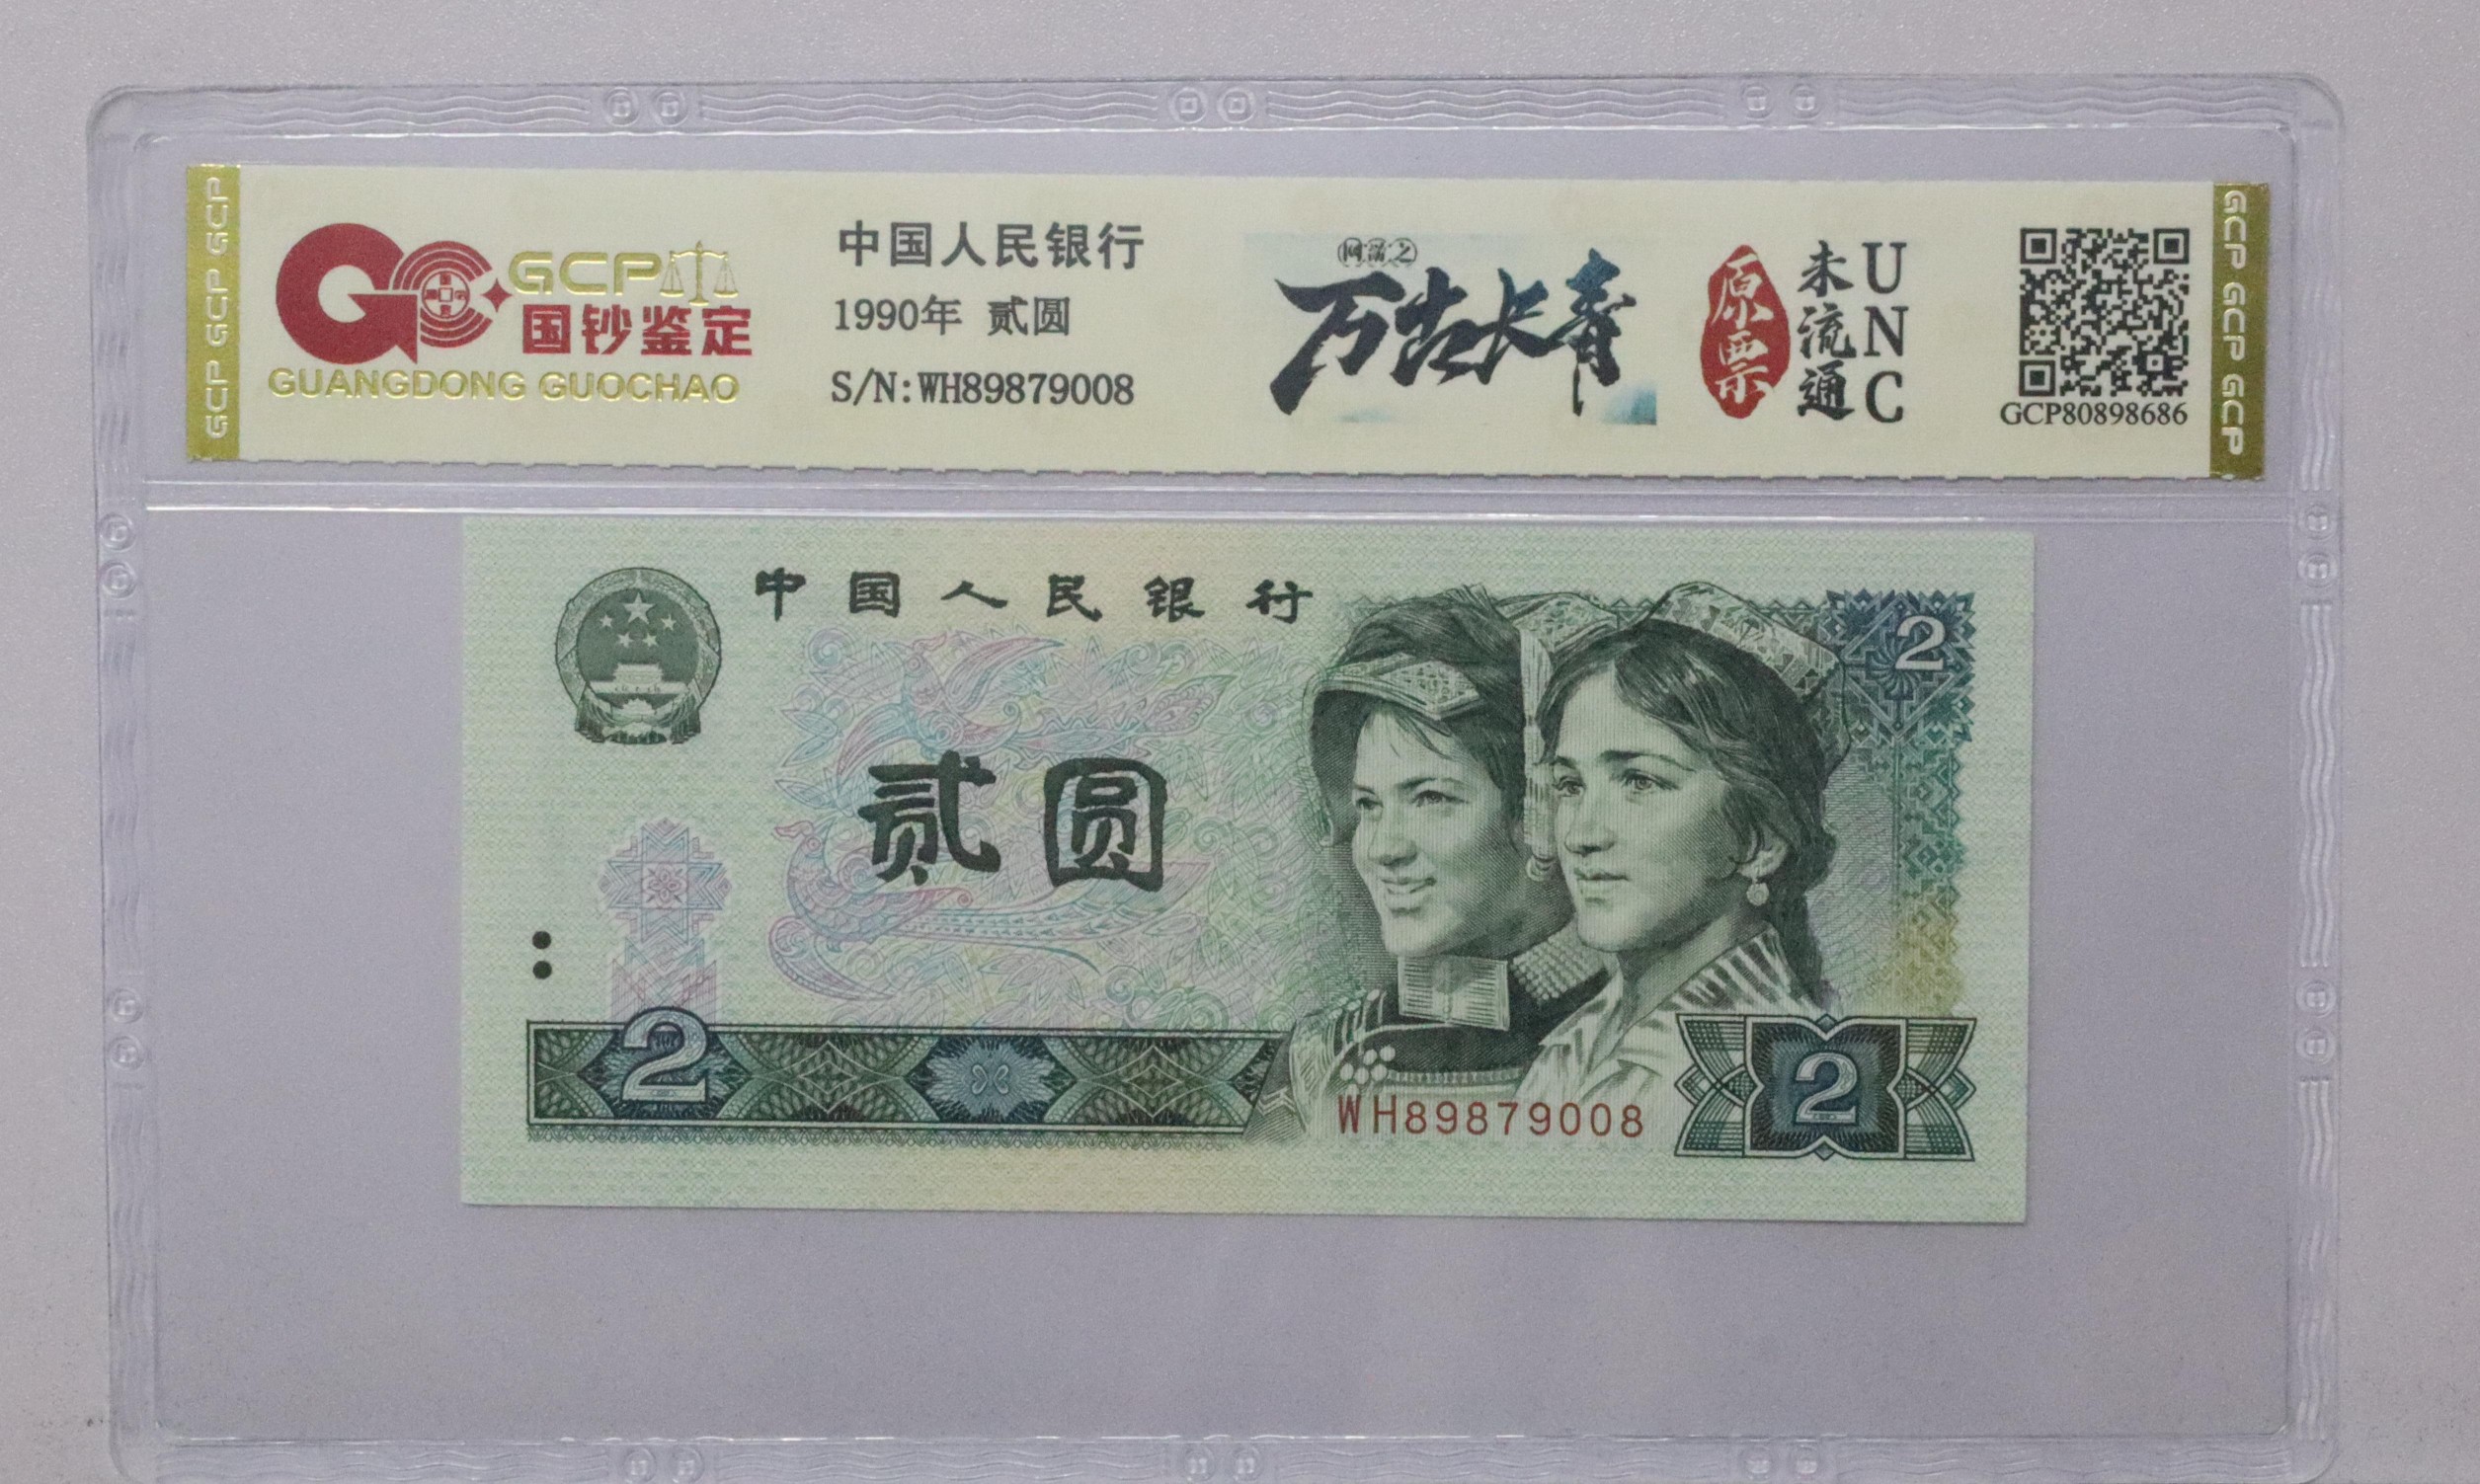 GCP GCP GCP
GCP
国钞鉴定
GUANGDONG GUOCHAO
中国人民银行
1990年 贰圆
S/N:WH89879008
万古长青
原票
未流通
UNC
GCP80898686
GCP GCP GCP
中国人民银行
2
贰圆
2
WH89879008
2